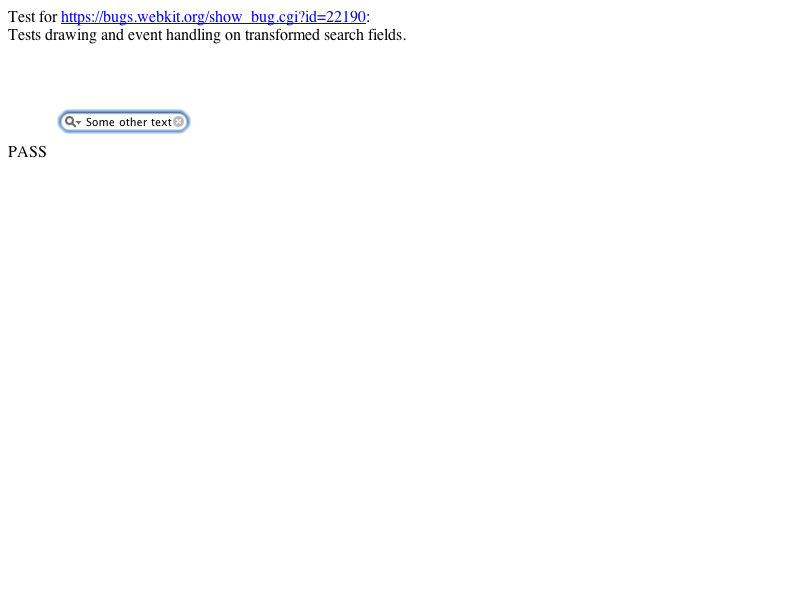 Test for https://bugs.webkit.org/show_bug.cgi?id=22190:
Tests drawing and event handling on transformed search fields.
Some other text
PASS